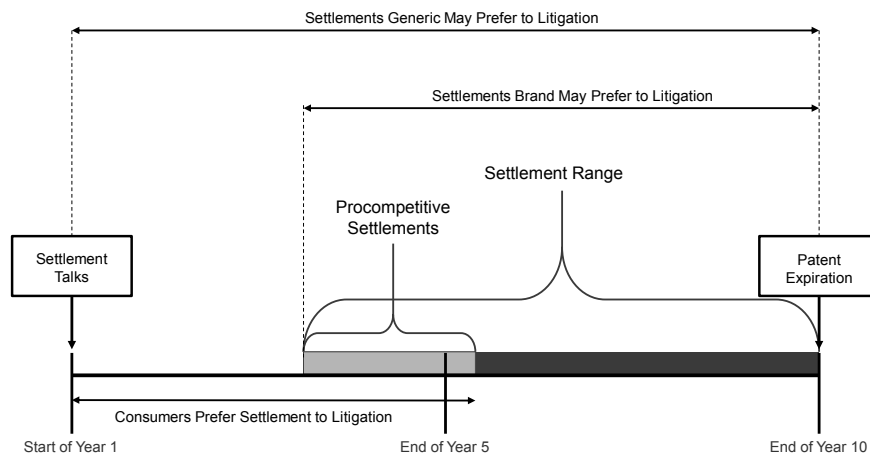 Settlements Generic May Prefer to Litigation
Settlements Brand May Prefer to Litigation
Settlement Range
Procompetitive
Settlements
Settlement
Talks
Patent
Expiration
Consumers Prefer Settlement to Litigation
Start of Year 1
End of Year 5
End of Year 10